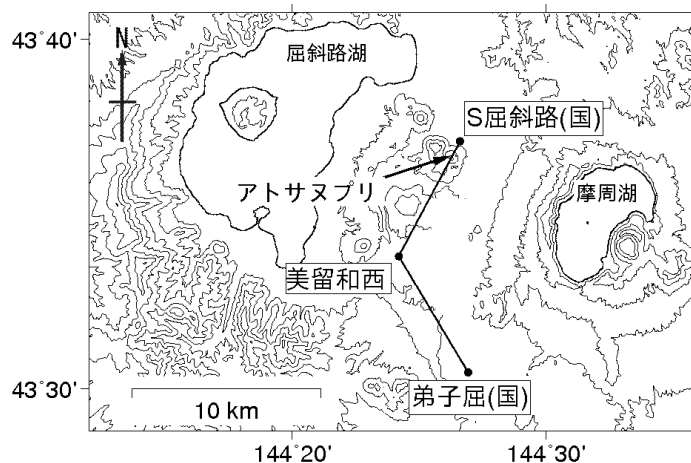 43˚40'
N
屈斜路湖
S屈斜路(国)
アトサヌプリ
摩周湖
美留和西
43˚30'
10 km
弟子屈(国)
144˚20'
144˚30'